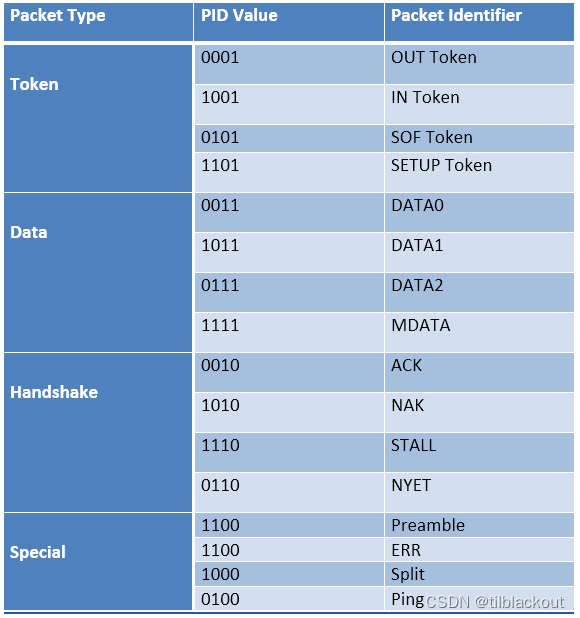 Packet Type PID Value Packet Identifier
Token 0001 OUT Token
1001 IN Token
0101 SOF Token
1101 SETUP Token
Data 0011 DATA0
1011 DATA1
0111 DATA2
1111 MDATA
Handshake 0010 ACK
1010 NAK
1110 STALL
0110 NYET
Special 1100 Preamble
1100 ERR
1000 Split
0100 Ping
CSDN @tilblackout